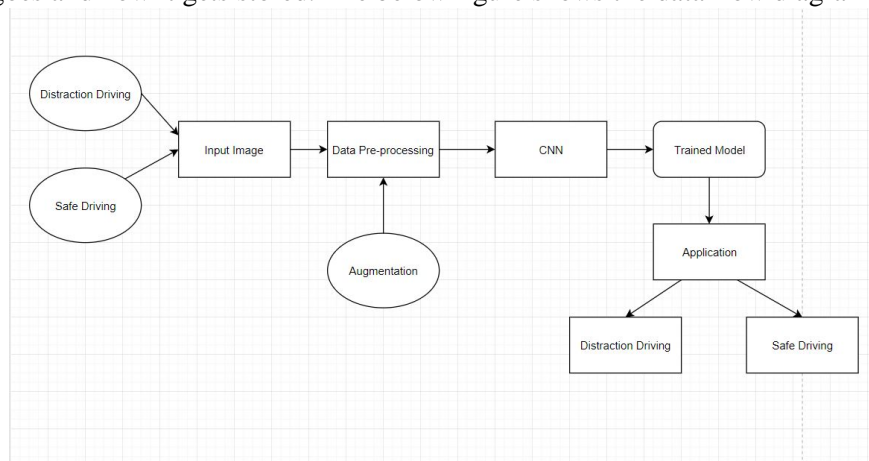 Distraction Driving
Input Image
Data Pre-processing
CNN
Trained Model
Safe Driving
Augmentation
Application
Distraction Driving
Safe Driving